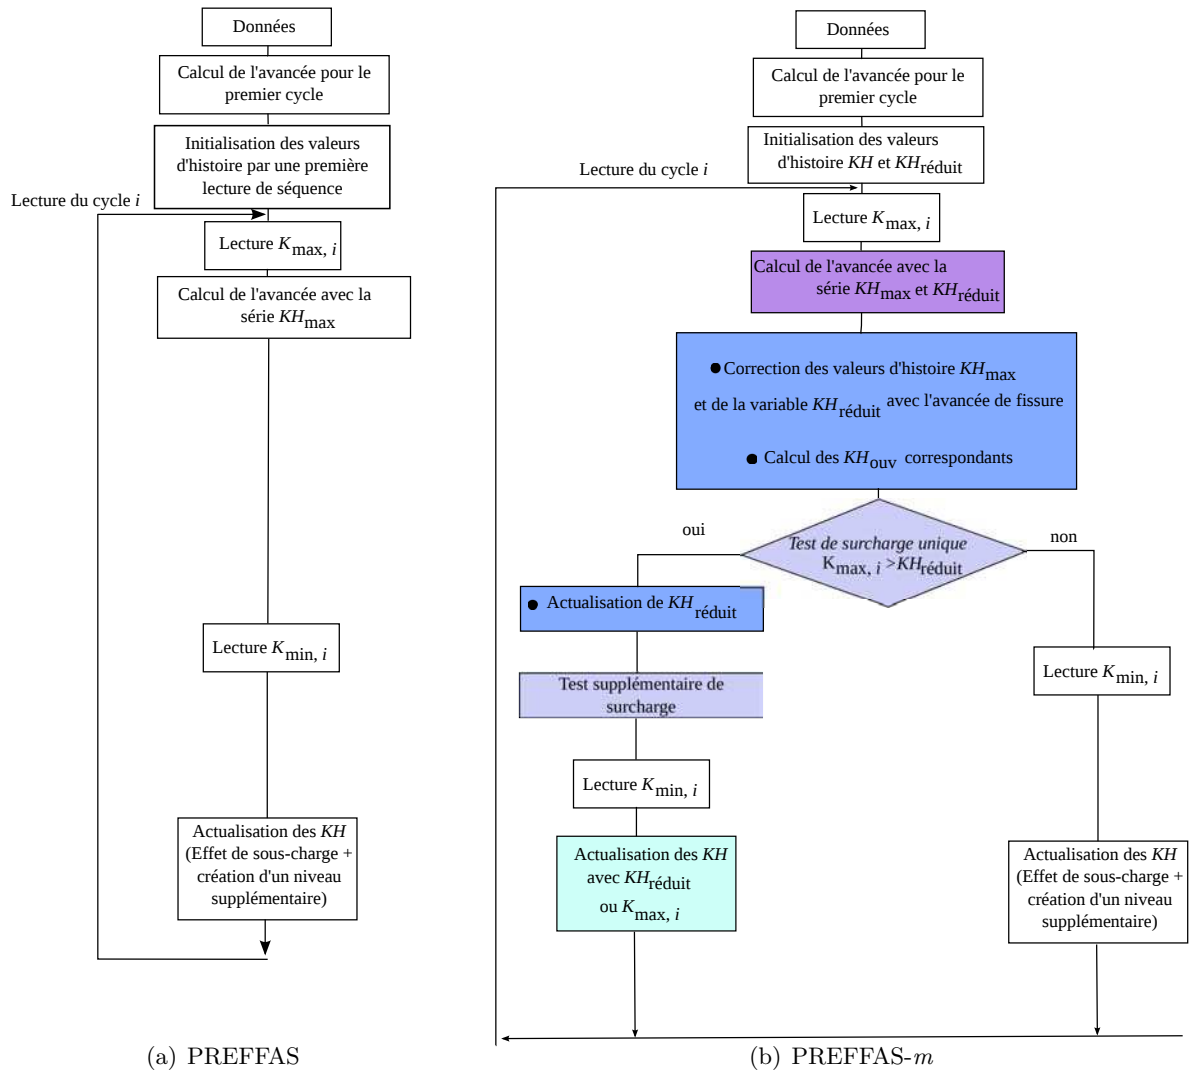 Données
Calcul de l'avancée pour le
premier cycle
Initialisation des valeurs
d'histoire par une première
lecture de séquence
Lecture du cycle i
Lecture Kmax, i
Calcul de l'avancée avec la
série KHmax
Lecture Kmin, i
Actualisation des KH
(Effet de sous-charge +
création d'un niveau
supplémentaire)
(a) PREFFAS
Données
Calcul de l'avancée pour le
premier cycle
Initialisation des valeurs
d'histoire KH et KHréduit
Lecture du cycle i
Lecture Kmax, i
Calcul de l'avancée avec la
série KHmax et KHréduit
● Correction des valeurs d'histoire KHmax
et de la variable KHréduit avec l'avancée de fissure
● Calcul des KHouv correspondants
Test de surcharge unique
Kmax, i >KHréduit
oui
non
● Actualisation de KHréduit
Test supplémentaire de
surcharge
Lecture Kmin, i
Actualisation des KH
avec KHréduit
ou Kmax, i
Lecture Kmin, i
Actualisation des KH
(Effet de sous-charge +
création d'un niveau
supplémentaire)
(b) PREFFAS-m